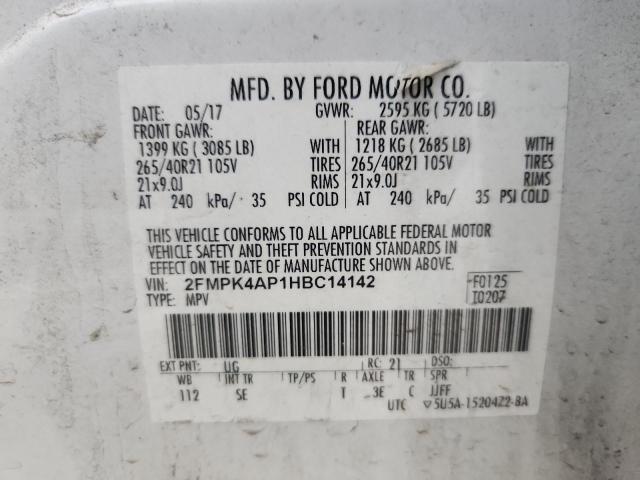 MFD. BY FORD MOTOR CO.
DATE: 05/17 GVWR: 2595 KG ( 5720 LB)
FRONT GAWR: REAR GAWR:
1399 KG ( 3085 LB) WITH 1218 KG ( 2685 LB) WITH
265/40R21 105V TIRES 265/40R21 105V TIRES
21x9.0J RIMS 21x9.0J RIMS
AT 240 kPa/ 35 PSI COLD AT 240 kPa/ 35 PSI COLD
THIS VEHICLE CONFORMS TO ALL APPLICABLE FEDERAL MOTOR
VEHICLE SAFETY AND THEFT PREVENTION STANDARDS IN
EFFECT ON THE DATE OF MANUFACTURE SHOWN ABOVE.
VIN: 2FMPK4AP1HBC14142 F0125
TYPE: MPV T0207
EXT PNT: UG RC: 21 DSO:
WB INT TR TP/PS R AXLE TR SPR
112 SE T 3E C JJFF
UTC ▽5U5A-1520422-BA